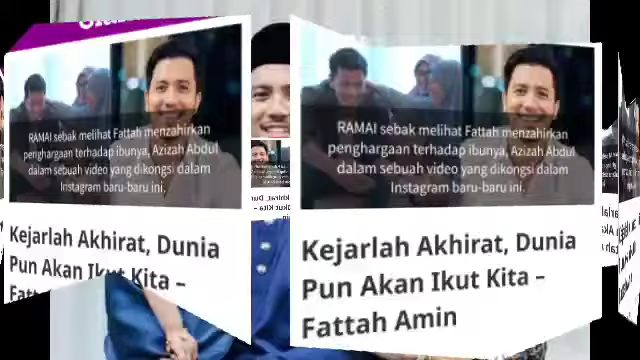 RAMAI sebak melihat Fattah menzahirkan
penghargaan terhadap ibunya, Azizah Abdul
dalam sebuah video yang dikongsi dalam
Instagram baru-baru ini.
Kejarlah Akhirat, Dunia
Pun Akan Ikut Kita –
RAMAI sebak melihat Fattah menzahirkan
penghargaan terhadap ibunya, Azizah Abdul
dalam sebuah video yang dikongsi dalam
Instagram baru-baru ini.
Kejarlah Akhirat, Dunia
Pun Akan Ikut Kita –
Fattah Amin